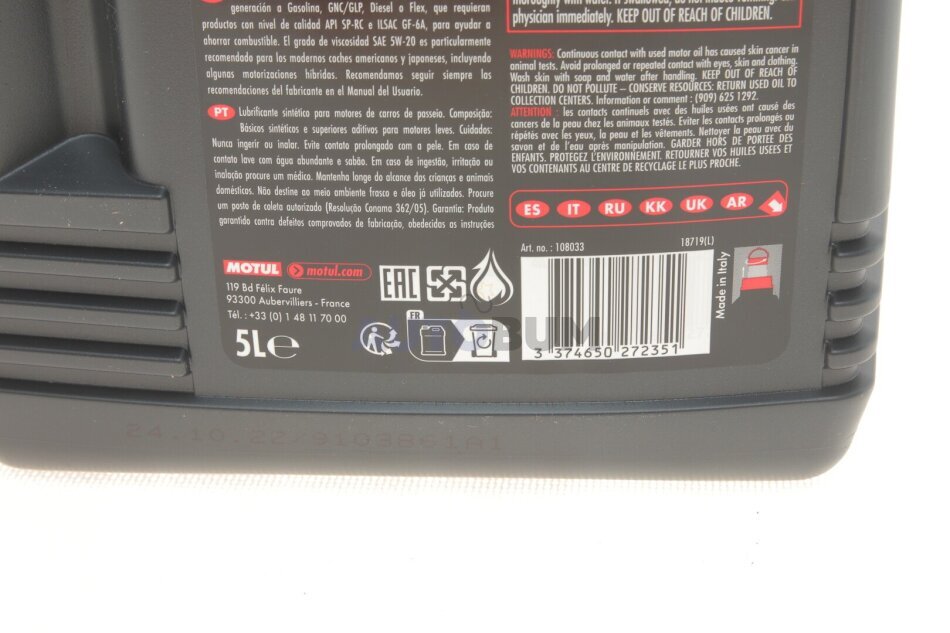 generación a Gasolina, GNC/GLP, Diesel o Flex, que requieran
productos con nivel de calidad API SP-RC e ILSAC GF-6A, para ayudar a
ahorrar combustible. El grado de viscosidad SAE 5W-20 es particularmente
recomendado para los modernos coches americanos y japoneses, incluyendo
algunas motorizaciones híbridas. Recomendamos seguir siempre las
recomendaciones del fabricante en el Manual del Usuario.
PT Lubrificante sintético para motores de carros de passeio. Composição:
Básicos sintéticos e superiores aditivos para motores leves. Cuidados:
Nunca ingerir ou inalar. Evite contato prolongado com a pele. Em caso de
contato lave com água abundante e sabão. Em caso de ingestão, irritação ou
inalação procure um médico. Mantenha longe do alcance das crianças e animais
domésticos. Não destine ao meio ambiente frasco e óleo já utilizado. Procure
um posto de coleta autorizado (Resolução Conama 362/05). Garantia: Produto
garantido contra defeitos comprovados de fabricação, obedecidas as instruções
thoroughly with water. If swallowed, do not induce
physician immediately. KEEP OUT OF REACH OF CHILDREN.
WARNINGS: Continuous contact with used motor oil has caused skin cancer in
animal tests. Avoid prolonged or repeated contact with eyes, skin and clothing.
Wash skin with soap and water after handling. KEEP OUT OF REACH OF
CHILDREN. DO NOT POLLUTE – CONSERVE RESOURCES: RETURN USED OIL TO
COLLECTION CENTERS. Information or comment : (909) 625 1292.
ATTENTION : les contacts continuels avec des huiles usées ont causé des
cancers de la peau chez les animaux testés. Eviter les contacts prolongés ou
répétés avec les yeux, la peau et les vêtements. Nettoyer la peau avec du
savon et de l'eau après manipulation. GARDER HORS DE PORTÉE DES
ENFANTS. PROTEGEZ L'ENVIRONNEMENT. RETOURNER VOS HUILES USEES ET
VOS CONTENANTS AU CENTRE DE RECYCLAGE LE PLUS PROCHE.
ES IT RU KK UK AR
MOTUL motul.com
119 Bd Félix Faure
93300 Aubervilliers - France
Tél. : +33 (0) 1 48 11 70 00
5L℮
EAC
FR
Art. no. : 108033
18719(L)
3 374650 272351
Made in Italy
AUTOBUM
24.10.22/9103861A1